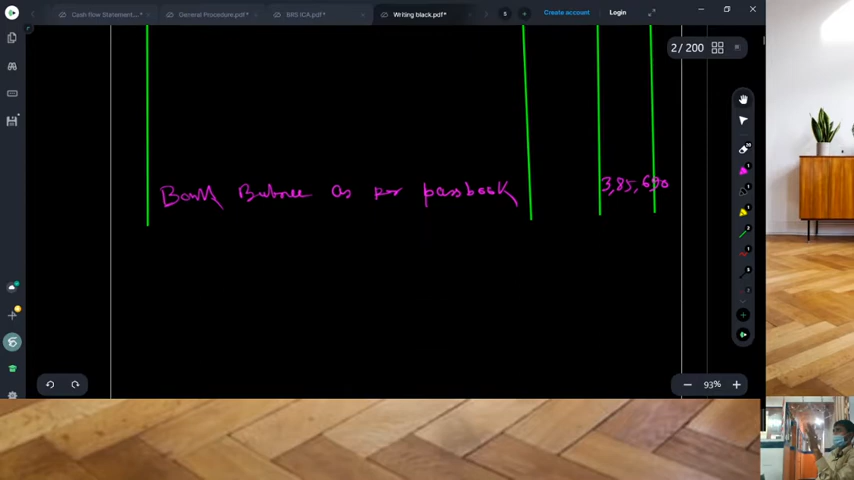 Cash flow Statement...*
General Procedure.pdf*
BRS ICA.pdf*
Writing black.pdf*
5
Create account
Login
2/200
Bank Balance As per passbook 3,85,690
93%